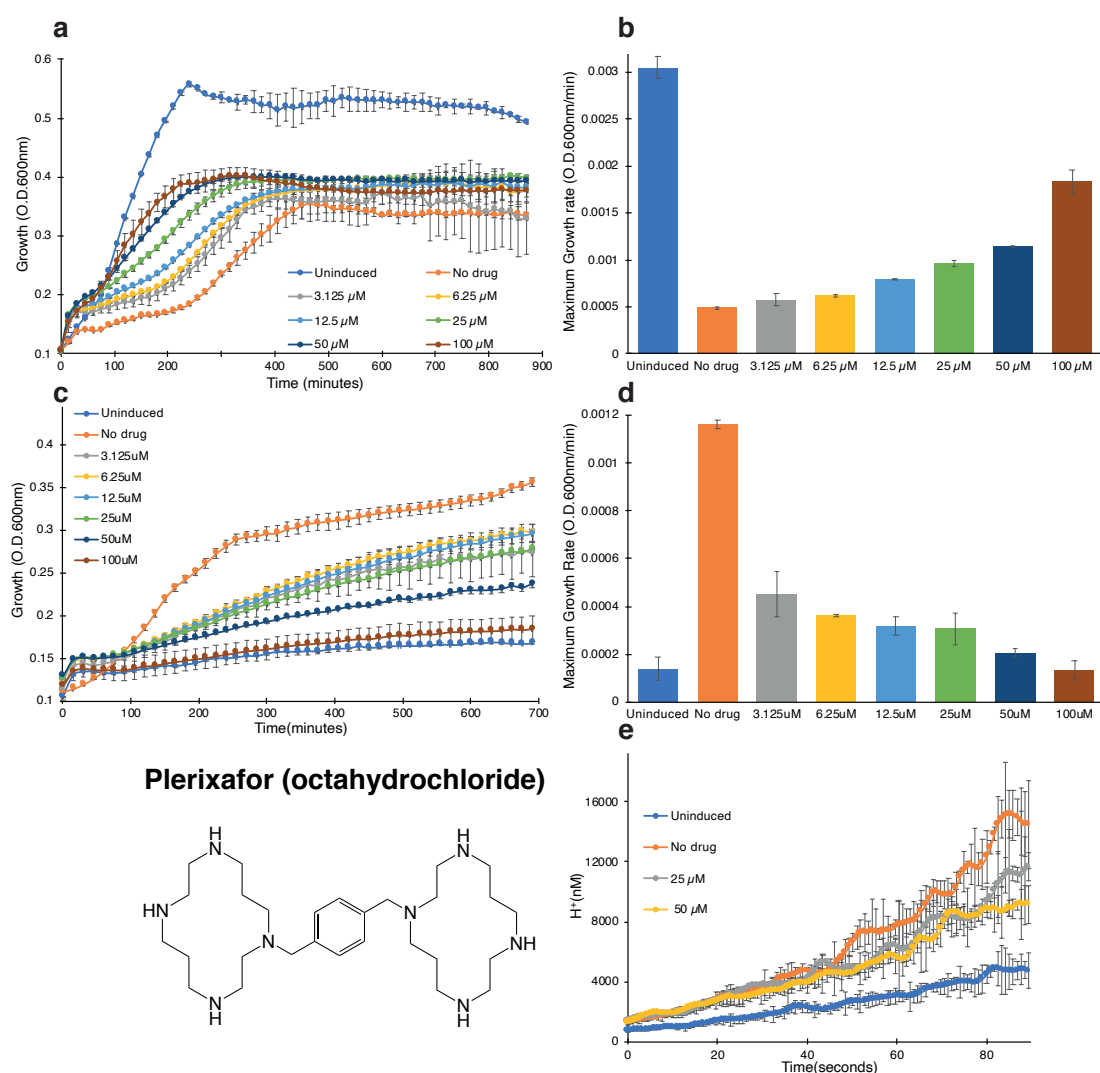 a
Growth (O.D.600nm)
0.6
0.5
0.4
0.3
0.2
0.1
0 100 200 300 400 500 600 700 800 900
Time (minutes)
Uninduced
No drug
3.125 µM
6.25 µM
12.5 µM
25 µM
50 µM
100 µM
b
Maximum Growth rate (O.D.600nm/min)
0.003
0.0025
0.002
0.0015
0.001
0.0005
0
Uninduced No drug 3.125 µM 6.25 µM 12.5 µM 25 µM 50 µM 100 µM
c
Growth (O.D.600nm)
0.4
0.35
0.3
0.25
0.2
0.15
0.1
0 100 200 300 400 500 600 700
Time(minutes)
Uninduced
No drug
3.125uM
6.25uM
12.5uM
25uM
50uM
100uM
d
Maximum Growth Rate (O.D.600nm/min)
0.0012
0.001
0.0008
0.0006
0.0004
0.0002
0
Uninduced No drug 3.125uM 6.25uM 12.5uM 25uM 50uM 100uM
Plerixafor (octahydrochloride)
H
N
HN
N
N
H
H
N
N
NH
N
H
e
H+(nM)
16000
12000
8000
4000
0
0 20 40 60 80
Time(seconds)
Uninduced
No drug
25 µM
50 µM